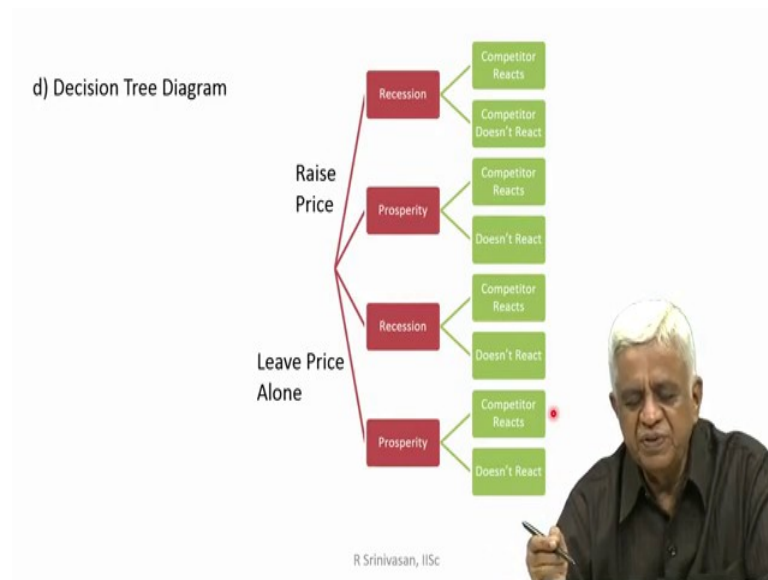 d) Decision Tree Diagram
Raise
Price
Leave Price
Alone
Recession
Competitor
Reacts
Competitor
Doesn't React
Prosperity
Competitor
Reacts
Doesn't React
Recession
Competitor
Reacts
Doesn't React
Prosperity
Competitor
Reacts
Doesn't React
R Srinivasan, IISc